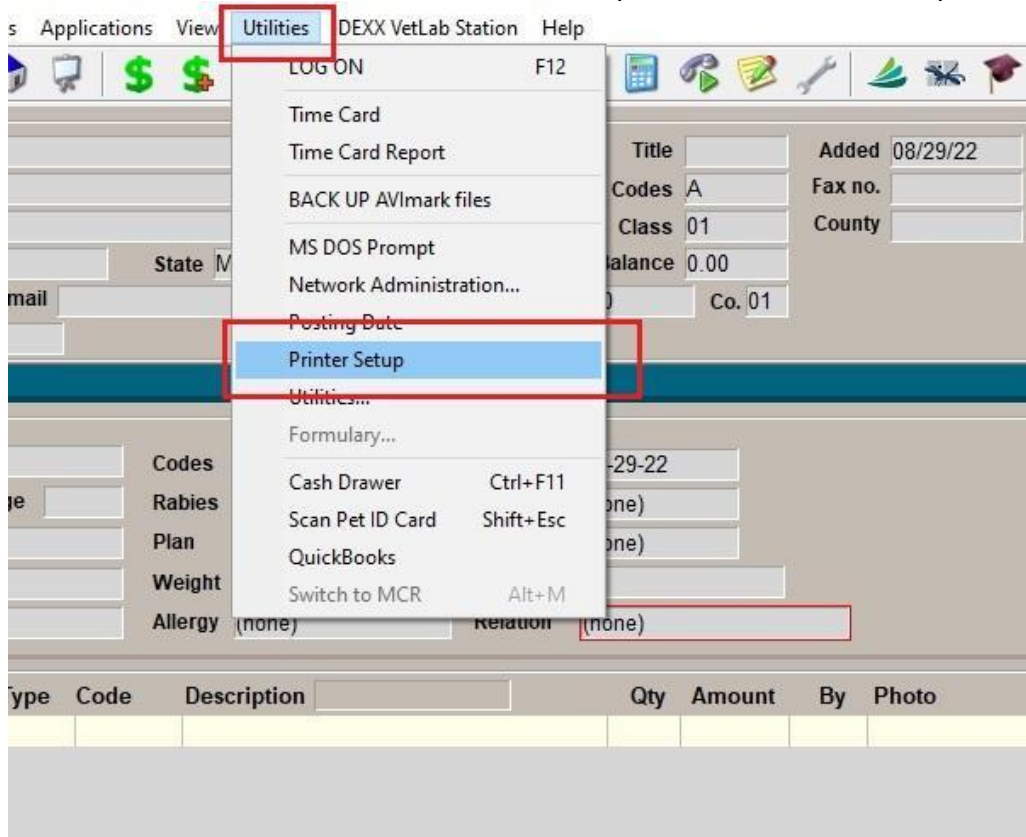 s Applications View Utilities DEXX VetLab Station Help
LOG ON F12
Time Card
Time Card Report
BACK UP AVImark files
MS DOS Prompt
Network Administration...
Posting Date
Printer Setup
Utilities...
Formulary...
Cash Drawer Ctrl+F11
Scan Pet ID Card Shift+Esc
QuickBooks
Switch to MCR Alt+M
Title Added 08/29/22
Codes A Fax no.
Class 01 County
State M alance 0.00
mail 0 Co. 01
Codes -29-22
ge Rabies one)
Plan one)
Weight
Allergy (none) Relation (none)
Type Code Description Qty Amount By Photo